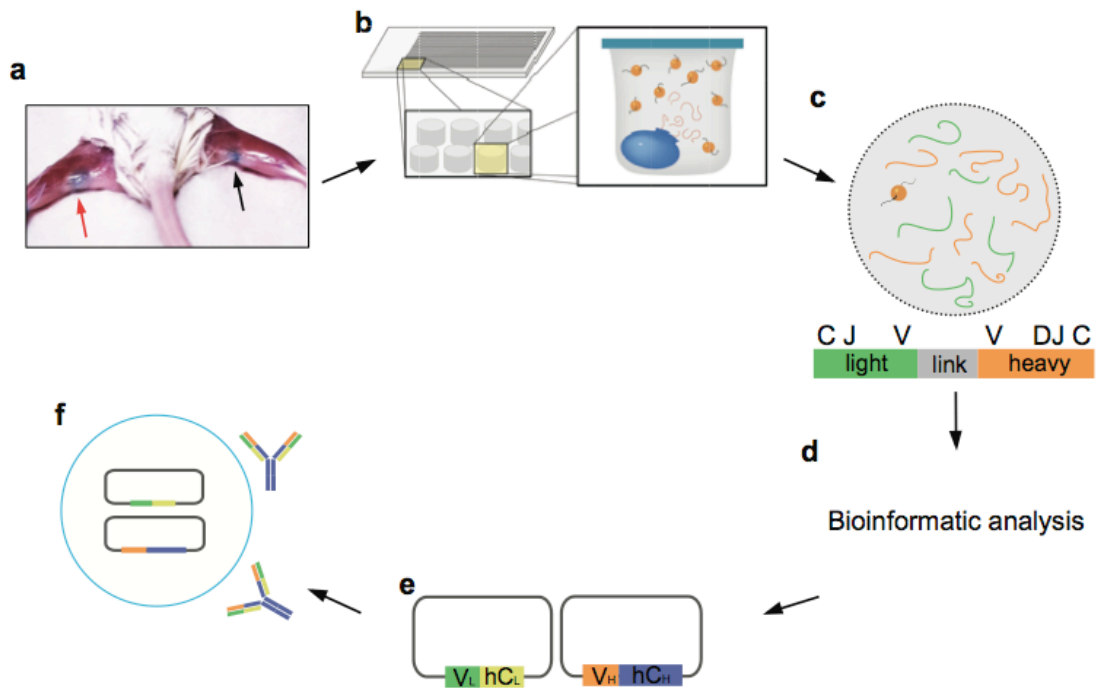 a
b
c
C J V V DJ C
light link heavy
d
Bioinformatic analysis
e
VL hCL VH hCH
f